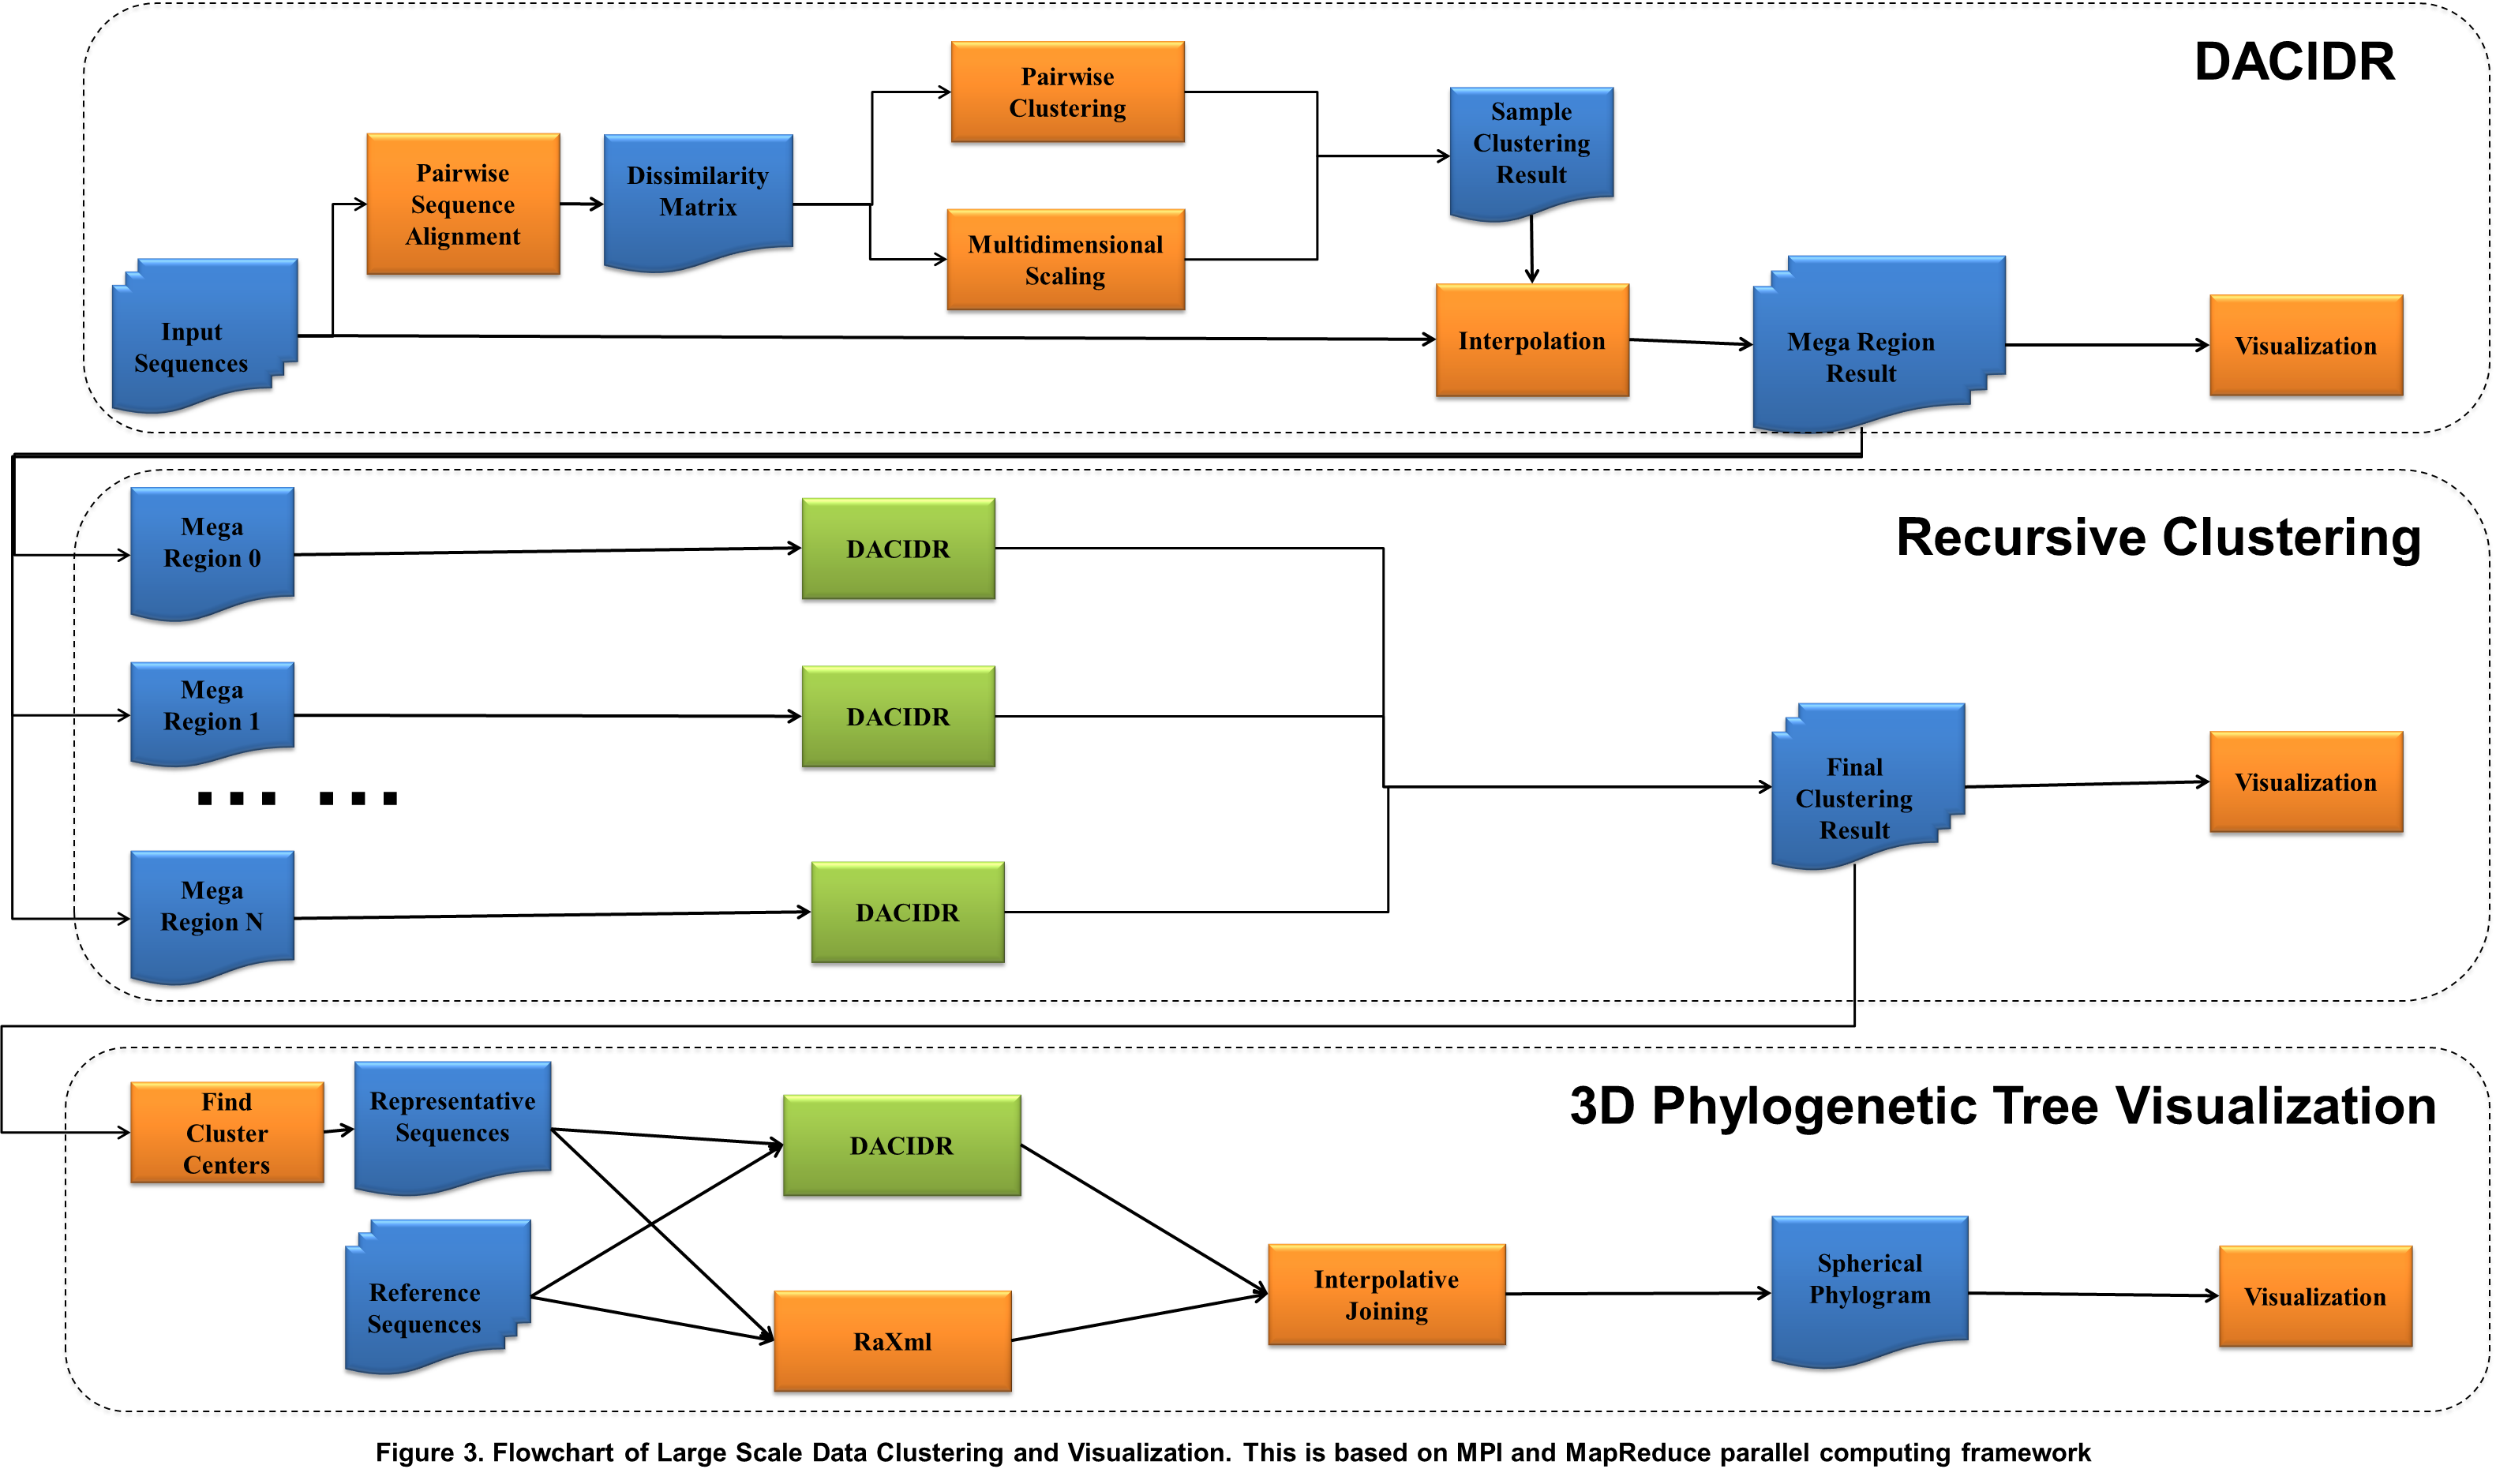 DACIDR
Pairwise
Clustering
Sample
Clustering
Result
Pairwise
Sequence
Alignment
Dissimilarity
Matrix
Multidimensional
Scaling
Input
Sequences
Interpolation
Mega Region
Result
Visualization
Recursive Clustering
Mega
Region 0
DACIDR
Mega
Region 1
DACIDR
... ...
Mega
Region N
DACIDR
Final
Clustering
Result
Visualization
3D Phylogenetic Tree Visualization
Find
Cluster
Centers
Representative
Sequences
DACIDR
Reference
Sequences
RaXml
Interpolative
Joining
Spherical
Phylogram
Visualization
Figure 3. Flowchart of Large Scale Data Clustering and Visualization. This is based on MPI and MapReduce parallel computing framework